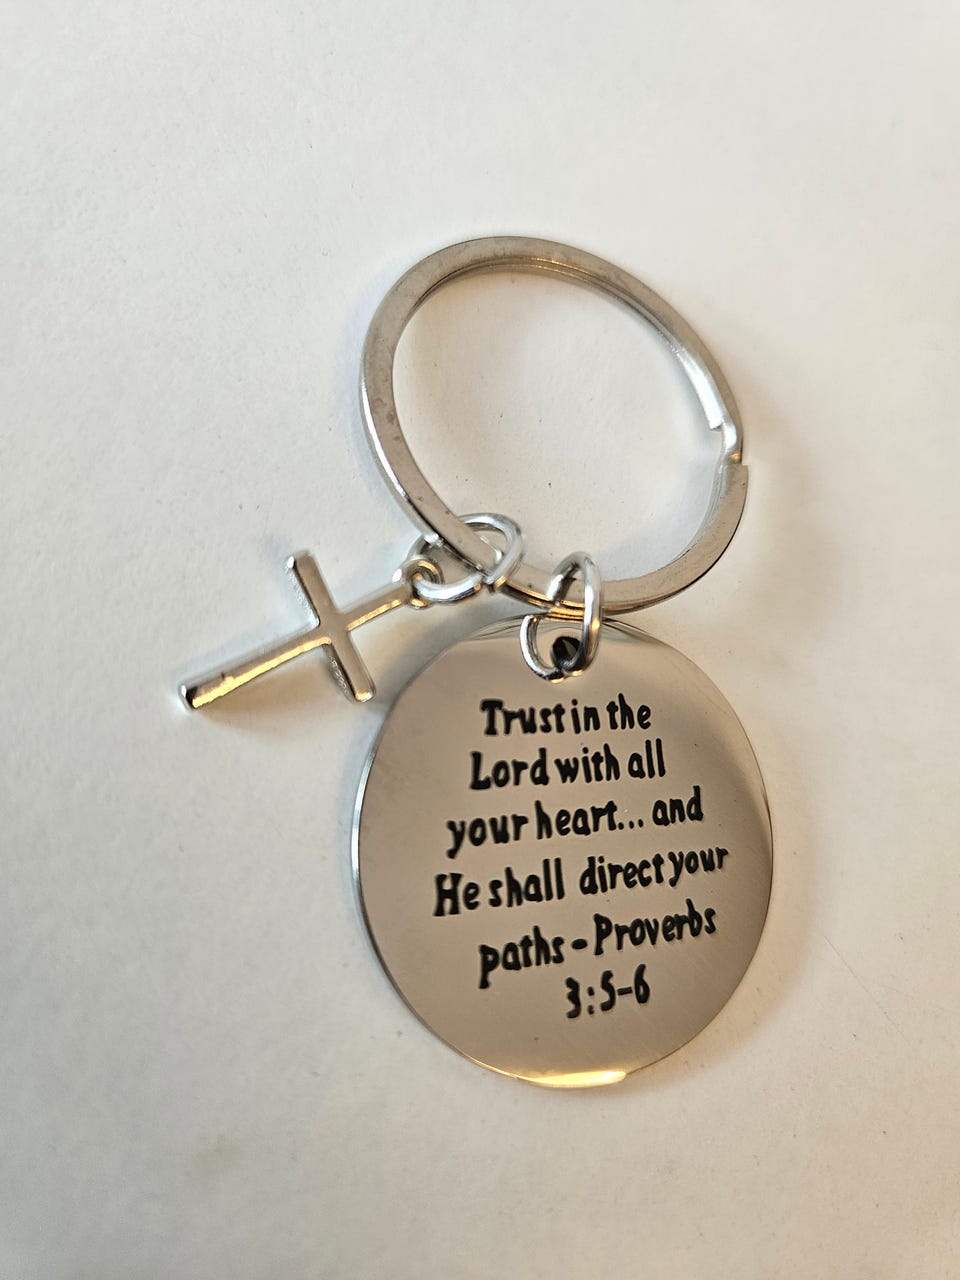 Trust in the
Lord with all
your heart... and
He shall direct your
paths - Proverbs
3:5-6